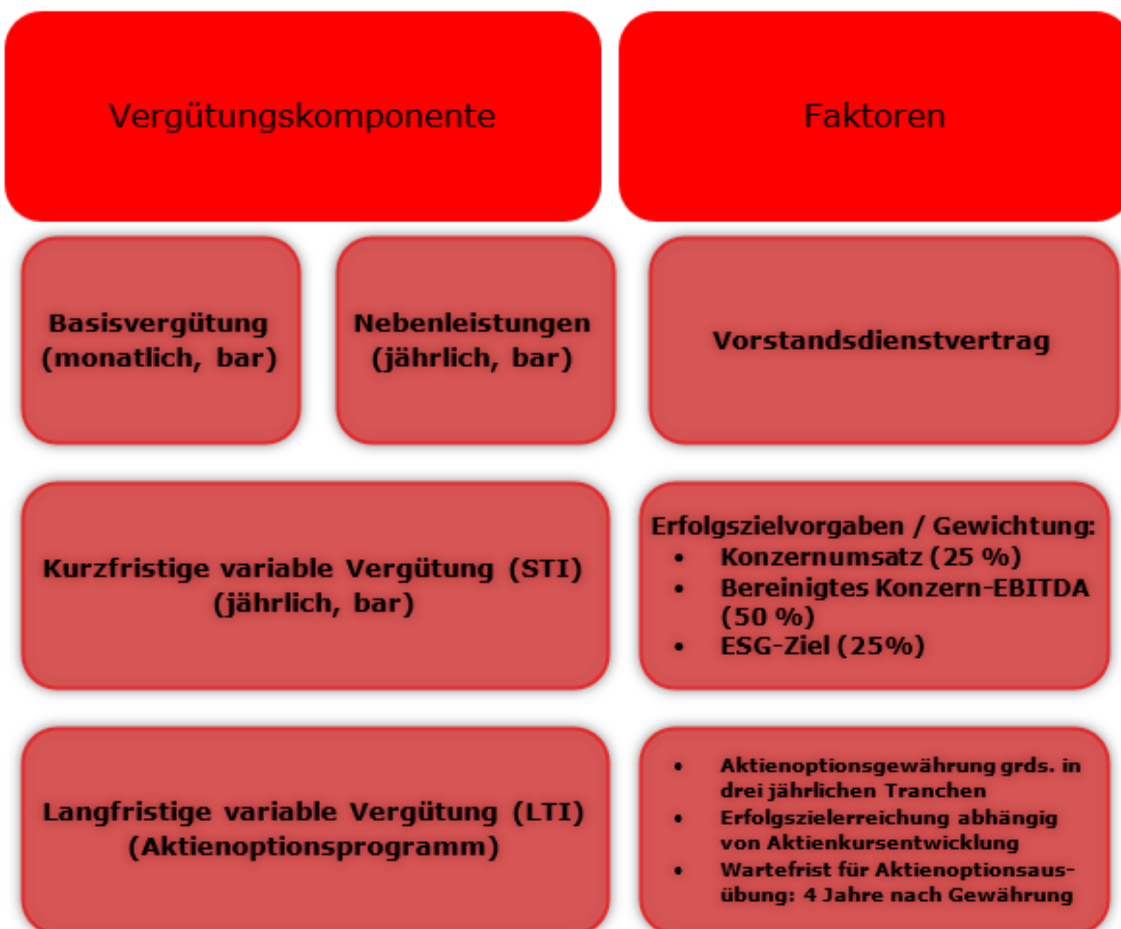 Vergütungskomponente
Faktoren
Basisvergütung
(monatlich, bar)
Nebenleistungen
(jährlich, bar)
Vorstandsdienstvertrag
Kurzfristige variable Vergütung (STI)
(jährlich, bar)
Erfolgszielvorgaben / Gewichtung:
• Konzernumsatz (25 %)
• Bereinigtes Konzern-EBITDA
(50 %)
• ESG-Ziel (25%)
Langfristige variable Vergütung (LTI)
(Aktienoptionsprogramm)
• Aktienoptionsgewährung grds. in
drei jährlichen Tranchen
• Erfolgszielerreichung abhängig
von Aktienkursentwicklung
• Wartefrist für Aktienoptionsaus-
übung: 4 Jahre nach Gewährung